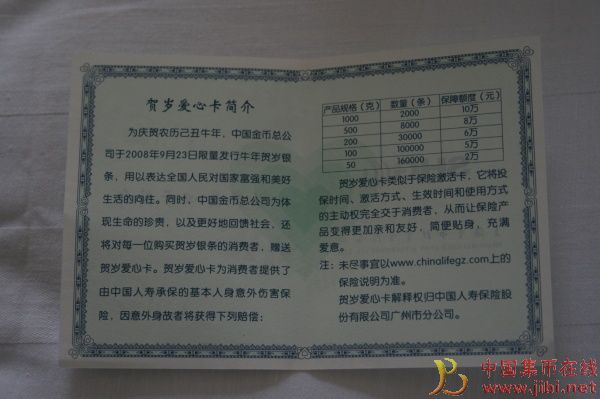 贺岁爱心卡简介
为庆贺农历己丑牛年，中国金币总公
司于2008年9月23日限量发行牛年贺岁银
条，用以表达全国人民对国家富强和美好
生活的向往。同时，中国金币总公司为体
现生命的珍贵，以及更好地回馈社会，还
将对每一位购买贺岁银条的消费者，赠送
贺岁爱心卡。贺岁爱心卡为消费者提供了
由中国人寿承保的基本人身意外伤害保
险，因意外身故者将获得下列赔偿：
产品规格（克） 数量（条） 保障额度（元）
1000 2000 10万
500 6000 8万
200 30000 6万
100 50000 5万
50 160000 2万
贺岁爱心卡类似于保险激活卡，它将投
保时间、激活方式、生效时间和使用方式
的主动权完全交于消费者，从而让保险产
品变得更加亲和友好，简便贴身，充满
爱意。
注：未尽事宜以www.chinalifegz.com上的
保险说明为准。
贺岁爱心卡解释权归中国人寿保险股
份有限公司广州市分公司。
中国集币在线
www.jibi.net